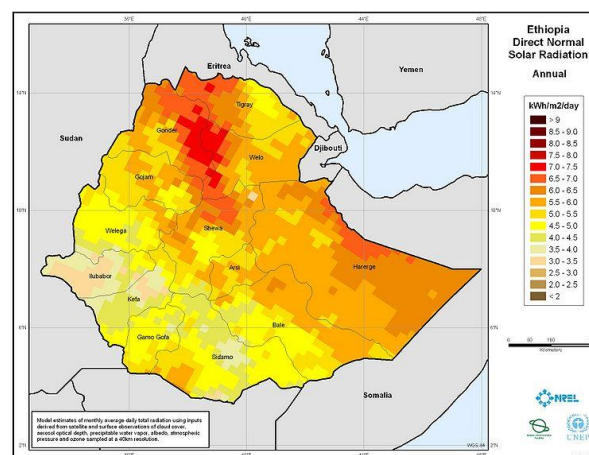 Ethiopia
Direct Normal
Solar Radiation
Annual
kWh/m2/day
> 9
8.5 - 9.0
8.0 - 8.5
7.5 - 8.0
7.0 - 7.5
6.5 - 7.0
6.0 - 6.5
5.5 - 6.0
5.0 - 5.5
4.5 - 5.0
4.0 - 4.5
3.5 - 4.0
3.0 - 3.5
2.5 - 3.0
2.0 - 2.5
< 2
Eritrea
Yemen
Sudan
Tigray
Gonder
Djibouti
Welo
Gojam
Welega
Shewa
Ilubabor
Arsi
Harerge
Kefa
Bale
Gamo Gofa
Sidamo
Somalia
Model estimates of monthly average daily total radiation using inputs
derived from satellite and surface observations of cloud cover,
aerosol optical depth, precipitable water vapor, albedo, atmospheric
pressure and ozone sampled at a 40km resolution.
NREL
UNEP